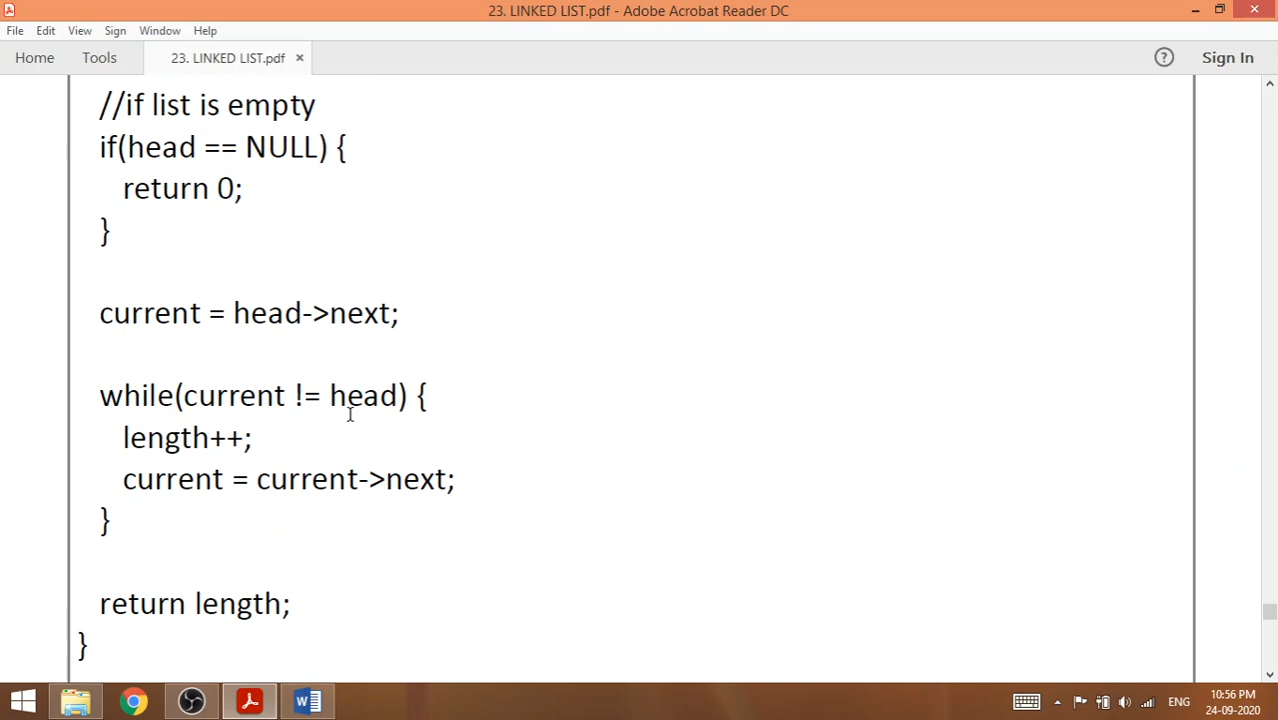 23. LINKED LIST.pdf - Adobe Acrobat Reader DC
File Edit View Sign Window Help
Home Tools 23. LINKED LIST.pdf × ? Sign In
//if list is empty
if(head == NULL) {
return 0;
}
current = head->next;
while(current != head) {
length++;
current = current->next;
}
return length;
}
ENG
10:56 PM
24-09-2020